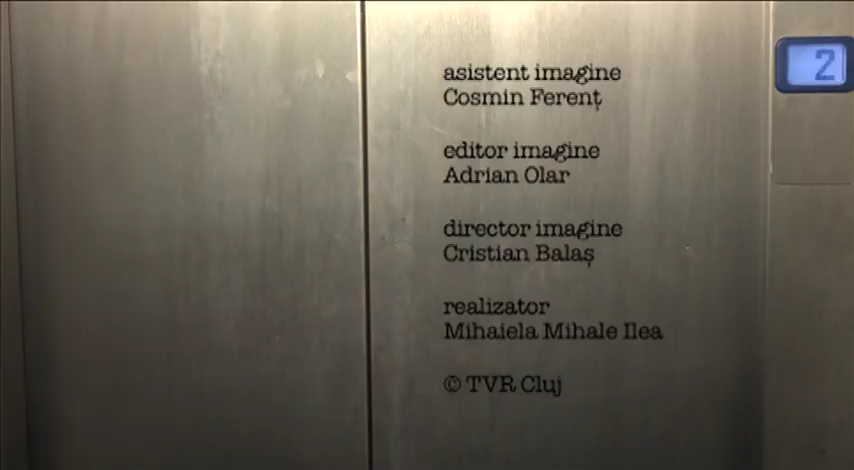 2
asistent imagine
Cosmin Ferenț
editor imagine
Adrian Olar
director imagine
Cristian Balaș
realizator
Mihaiela Mihale Ilea
© TVR Cluj